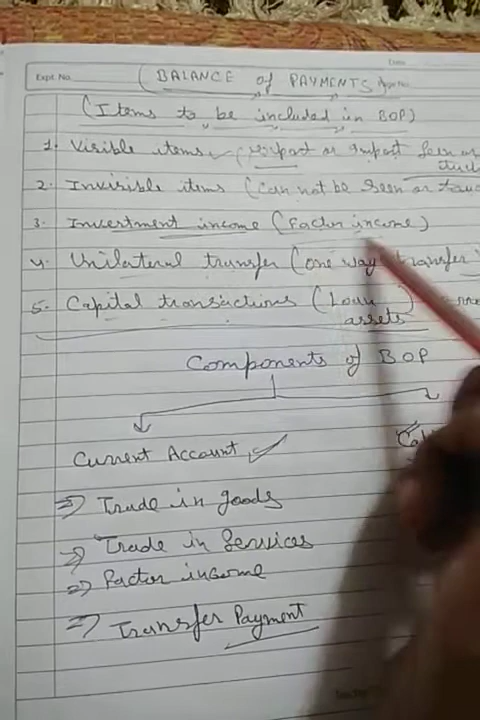 Date
Expt. No.
(BALANCE of PAYMENTS)
(Items to be included in BOP)
1. Visible items (export or import seen or
2. Invisible items (Can not be seen or
3. Investment income (Factor income)
4. Unilateral transfer (one way transfer
5. Capital transactions (Loan)
assets
Components of BOP
Current Account
⇒ Trade in goods
⇒ Trade in Services
⇒ Factor income
⇒ Transfer Payment